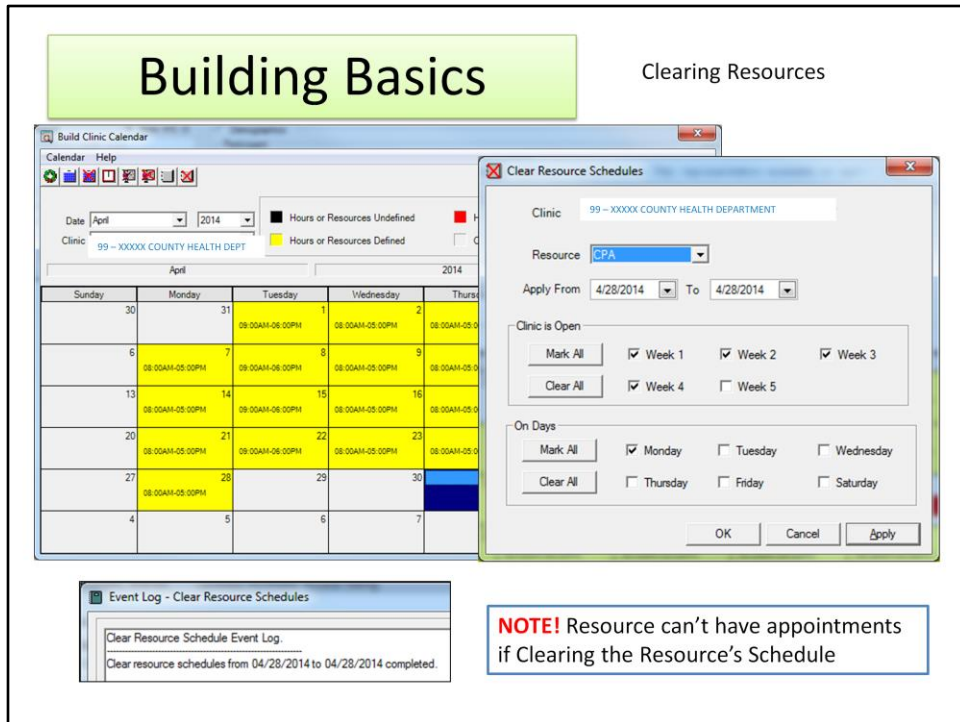 Building Basics
Clearing Resources
Build Clinic Calendar
Calendar Help
Date April 2014
Hours or Resources Undefined
Clinic 99 – XXXXX COUNTY HEALTH DEPT
Hours or Resources Defined
April 2014
Sunday Monday Tuesday Wednesday
30 31 1 2
09:00AM-06:00PM 08:00AM-05:00PM
6 7 8 9
08:00AM-05:00PM 09:00AM-06:00PM 08:00AM-05:00PM
13 14 15 16
08:00AM-05:00PM 09:00AM-06:00PM 08:00AM-05:00PM
20 21 22 23
08:00AM-05:00PM 09:00AM-06:00PM 08:00AM-05:00PM
27 28 29 30
08:00AM-05:00PM
4 5 6 7
Clear Resource Schedules
Clinic 99 – XXXXX COUNTY HEALTH DEPARTMENT
Resource CPA
Apply From 4/28/2014 To 4/28/2014
Clinic is Open
Mark All Week 1 Week 2 Week 3
Clear All Week 4 Week 5
On Days
Mark All Monday Tuesday Wednesday
Clear All Thursday Friday Saturday
OK Cancel Apply
Event Log - Clear Resource Schedules
Clear Resource Schedule Event Log.
Clear resource schedules from 04/28/2014 to 04/28/2014 completed.
NOTE! Resource can't have appointments
if Clearing the Resource's Schedule